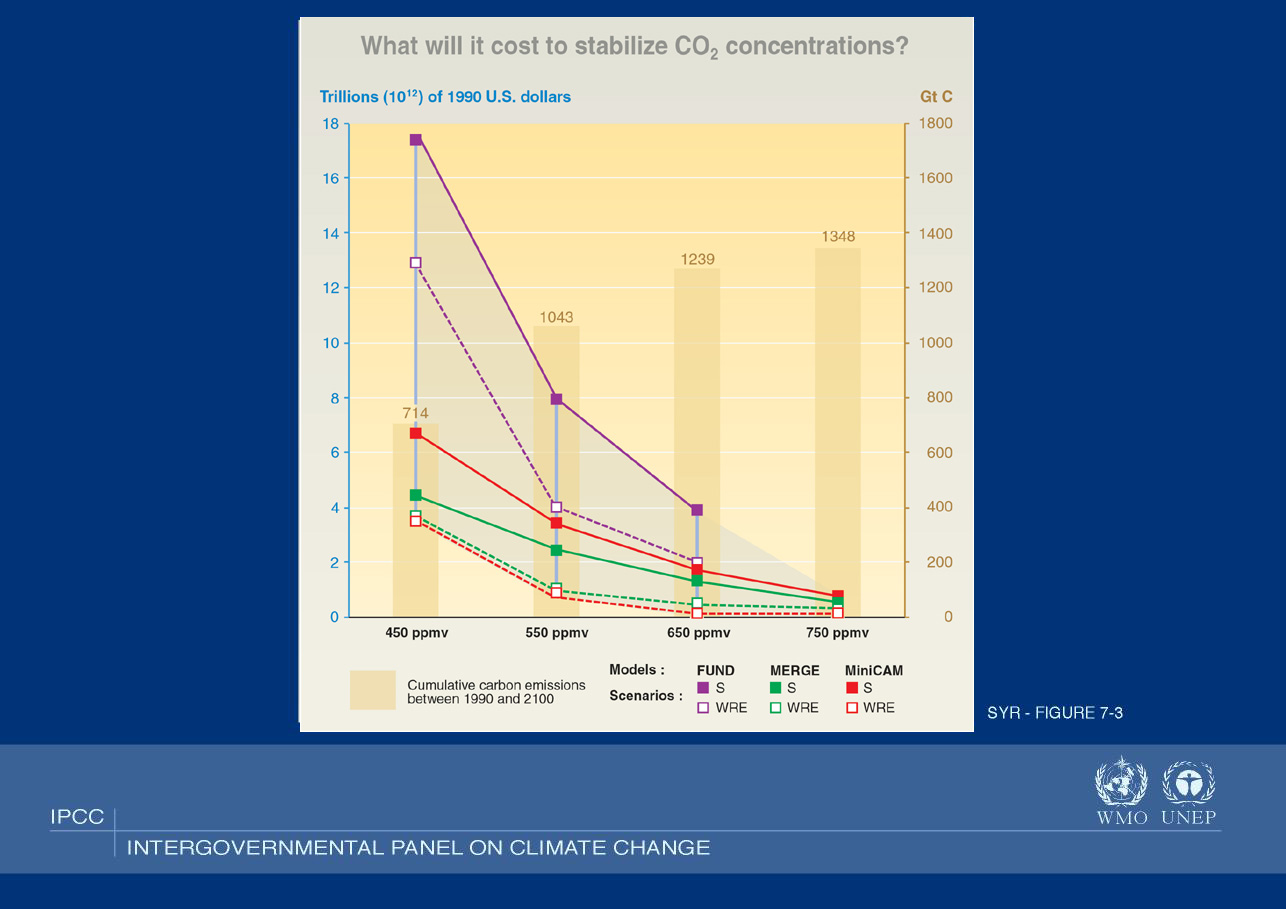 What will it cost to stabilize CO₂ concentrations?
Trillions (10¹²) of 1990 U.S. dollars
Gt C
18
16
14
12
10
8
6
4
2
0
1800
1600
1400
1200
1000
800
600
400
200
0
714
1043
1239
1348
450 ppmv
550 ppmv
650 ppmv
750 ppmv
Cumulative carbon emissions
between 1990 and 2100
Models : FUND MERGE MiniCAM
Scenarios :
S S S
WRE WRE WRE
SYR - FIGURE 7-3
WMO UNEP
IPCC
INTERGOVERNMENTAL PANEL ON CLIMATE CHANGE